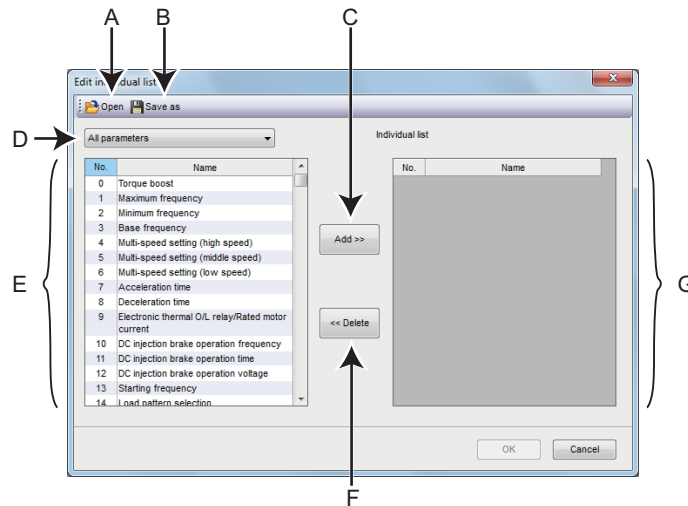 A B C
Edit individual list
Open Save as
D
All parameters
Individual list
No. Name
No. Name
0 Torque boost
1 Maximum frequency
2 Minimum frequency
3 Base frequency
4 Multi-speed setting (high speed)
5 Multi-speed setting (middle speed)
6 Multi-speed setting (low speed)
7 Acceleration time
8 Deceleration time
9 Electronic thermal O/L relay/Rated motor
current
10 DC injection brake operation frequency
11 DC injection brake operation time
12 DC injection brake operation voltage
13 Starting frequency
14 Load pattern selection
Add >>
<< Delete
E
G
OK Cancel
F